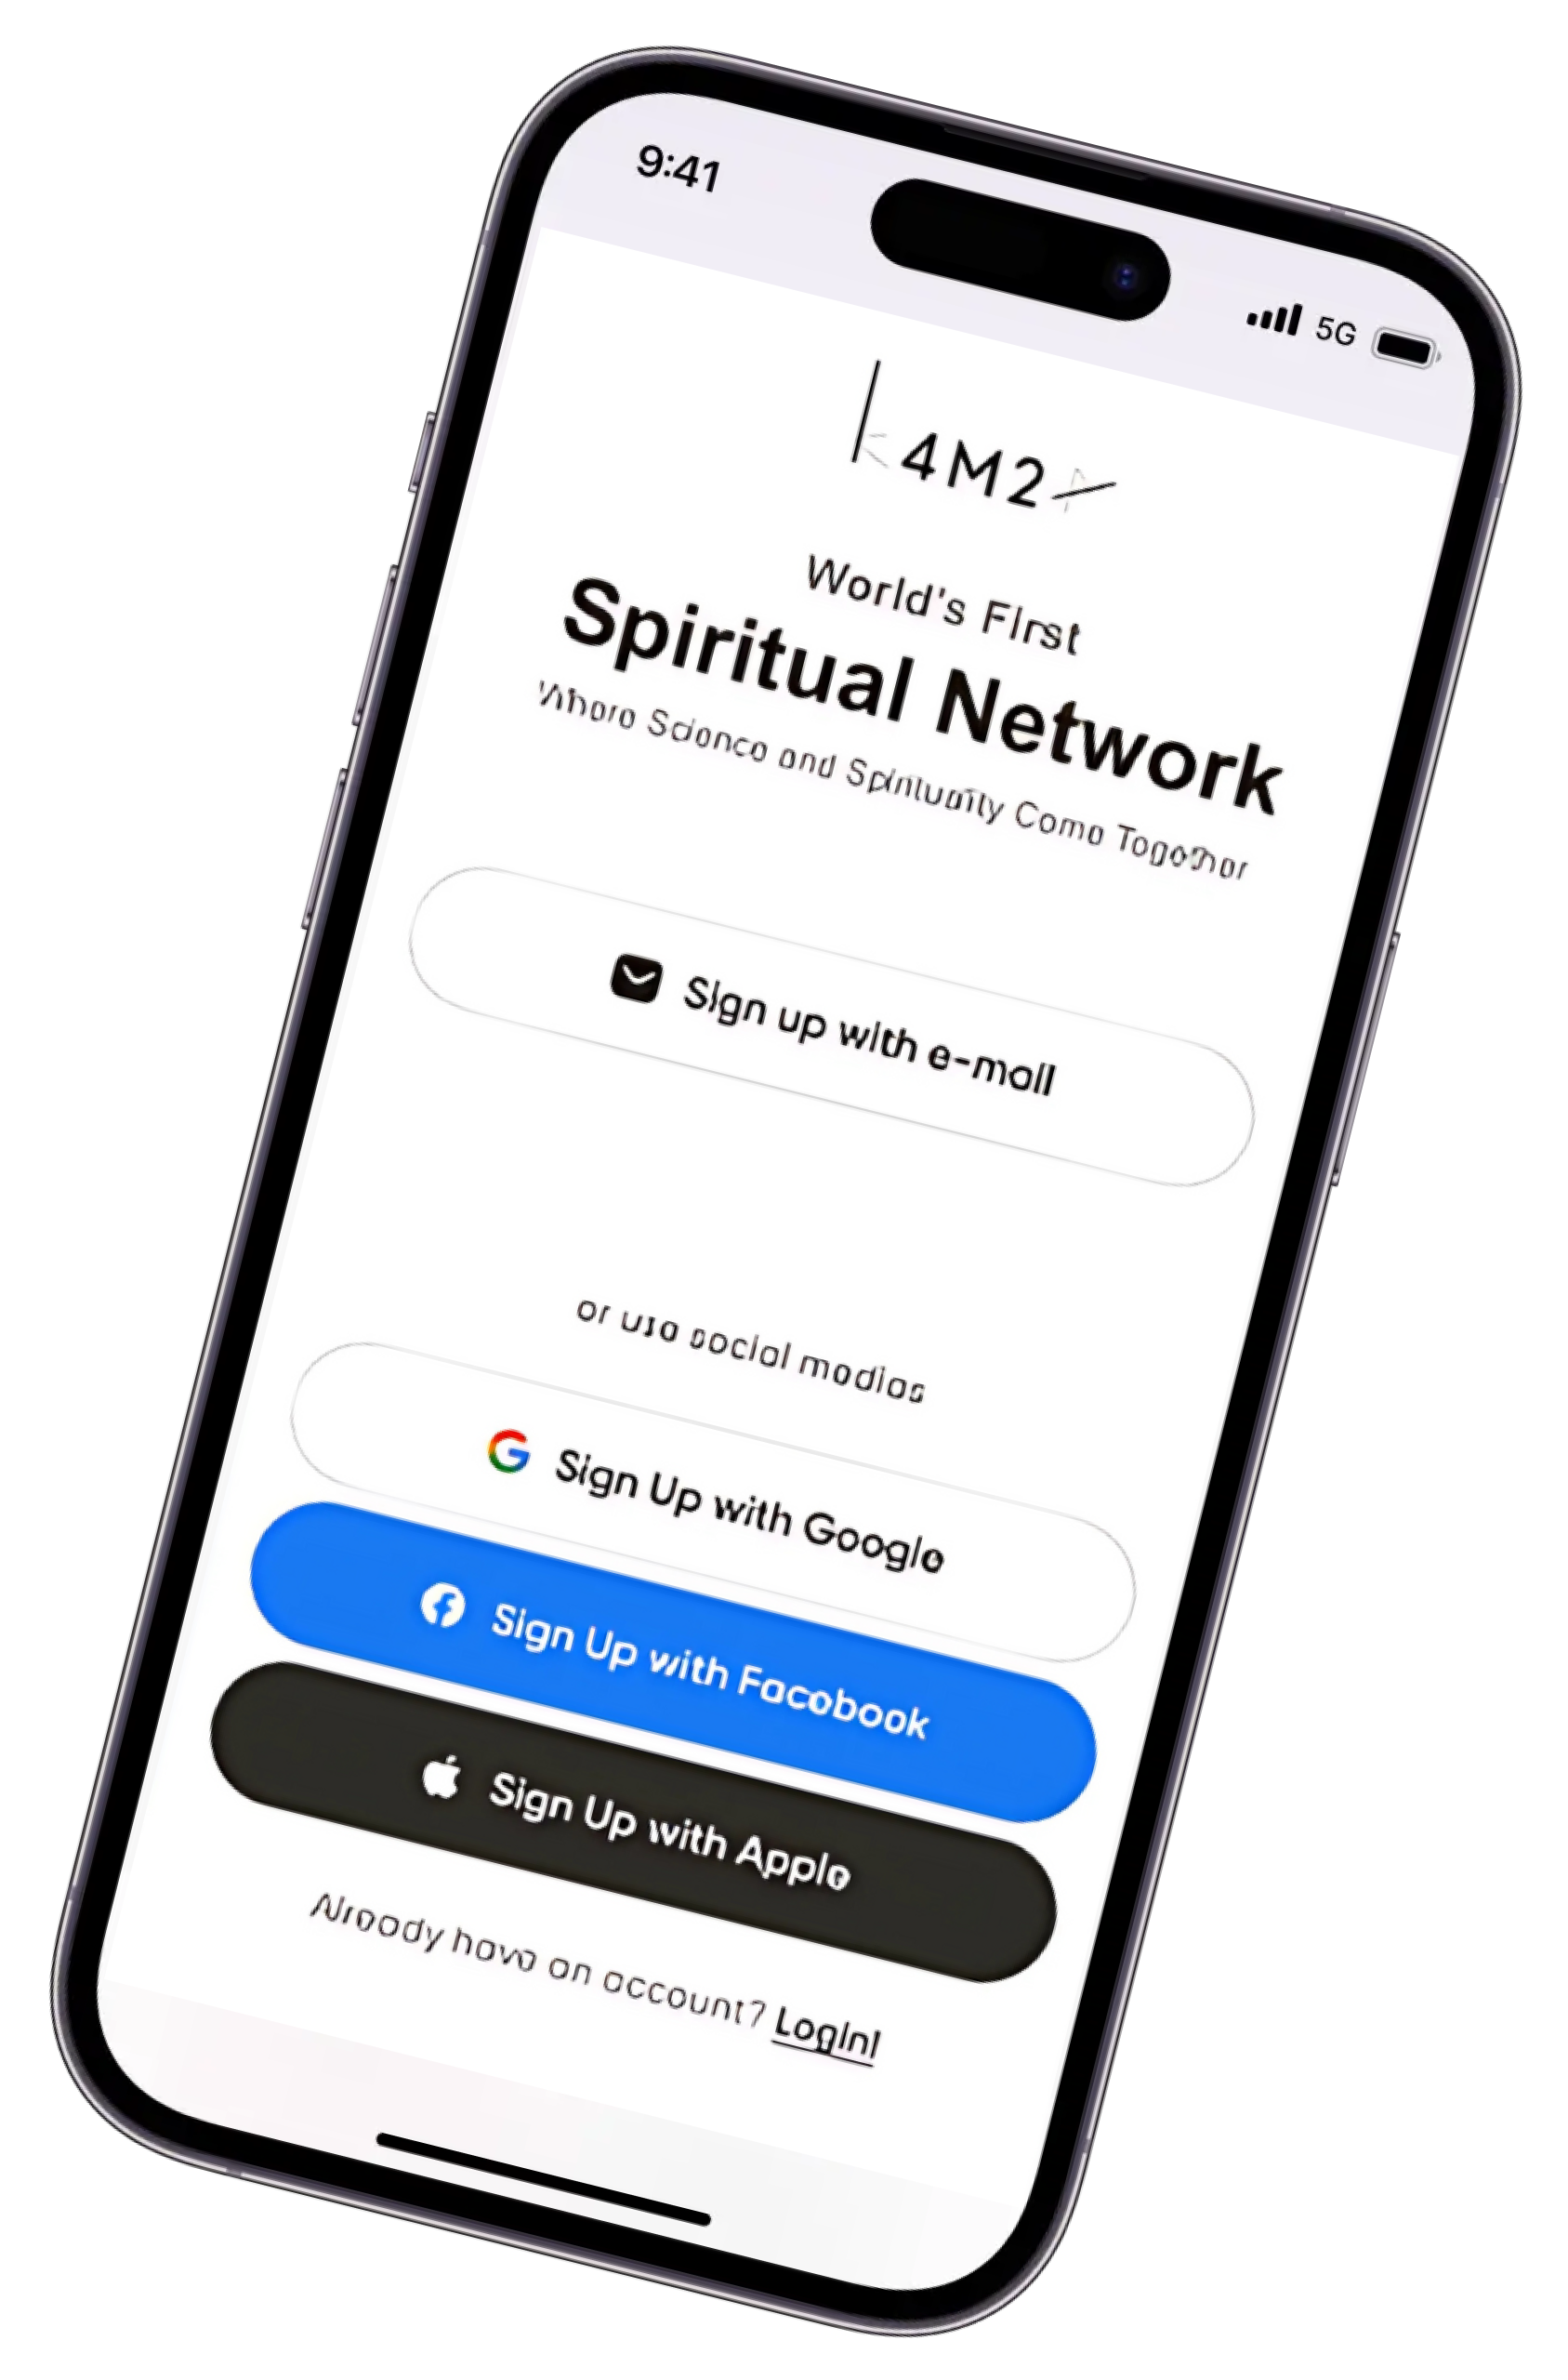 9:41
5G
K4M2A
World's First
Spiritual Network
Where Science and Spirituality Come Together
Sign up with e-mail
or use social medias
Sign Up with Google
Sign Up with Facebook
Sign Up with Apple
Already have an account? Login!